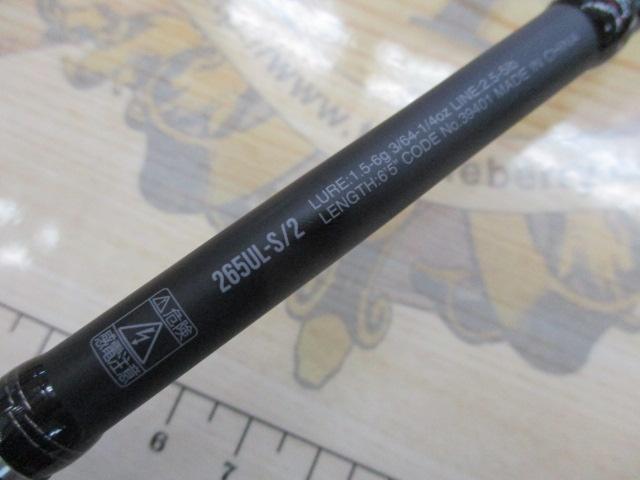 LURE:1.5-6g 3/64-1/4oz LINE:2.5-5lb
LENGTH:6'5" CODE No.39401 MADE IN CHINA
265UL-S/2
危険
感電注意
6
7